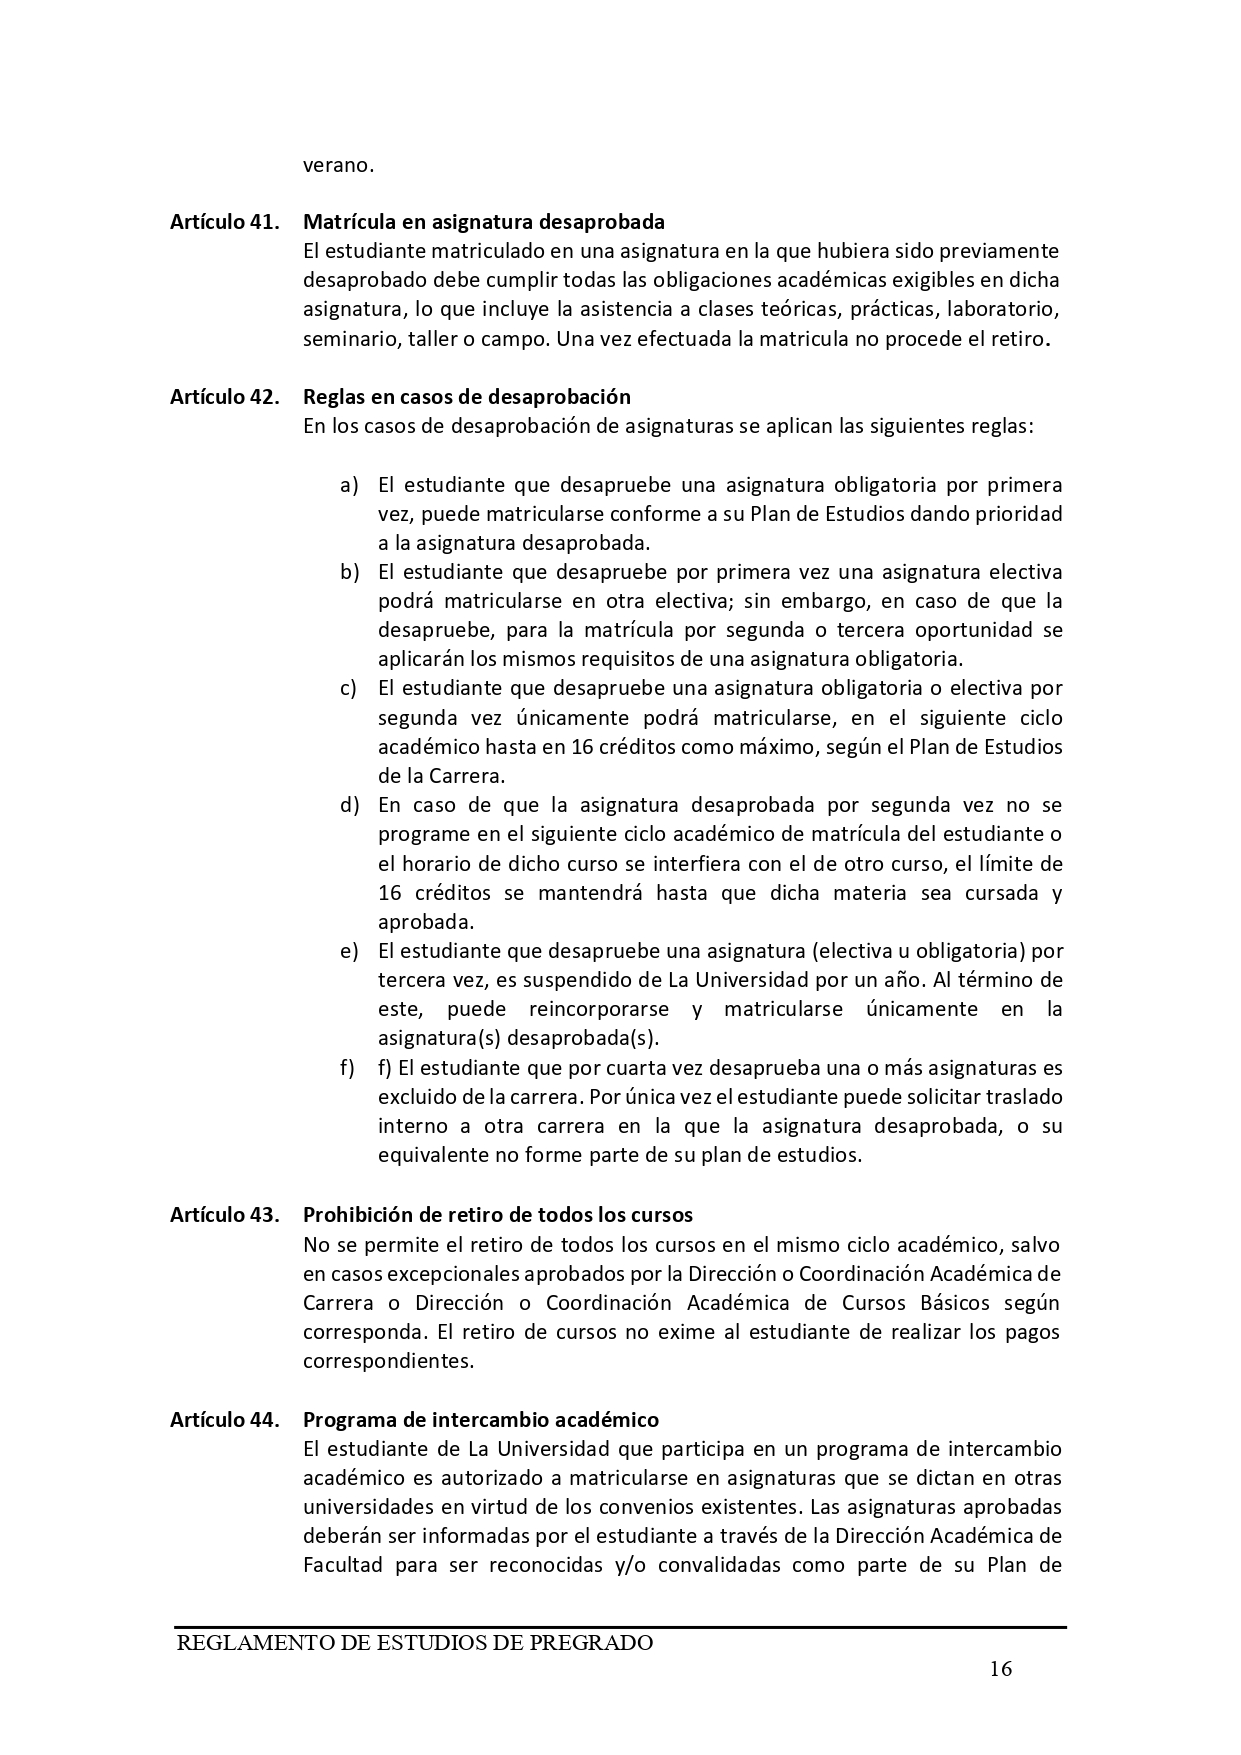 verano.
Artículo 41. Matrícula en asignatura desaprobada
El estudiante matriculado en una asignatura en la que hubiera sido previamente
desaprobado debe cumplir todas las obligaciones académicas exigibles en dicha
asignatura, lo que incluye la asistencia a clases teóricas, prácticas, laboratorio,
seminario, taller o campo. Una vez efectuada la matricula no procede el retiro.
Artículo 42. Reglas en casos de desaprobación
En los casos de desaprobación de asignaturas se aplican las siguientes reglas:
a) El estudiante que desapruebe una asignatura obligatoria por primera
vez, puede matricularse conforme a su Plan de Estudios dando prioridad
a la asignatura desaprobada.
b) El estudiante que desapruebe por primera vez una asignatura electiva
podrá matricularse en otra electiva; sin embargo, en caso de que la
desapruebe, para la matrícula por segunda o tercera oportunidad se
aplicarán los mismos requisitos de una asignatura obligatoria.
c) El estudiante que desapruebe una asignatura obligatoria o electiva por
segunda vez únicamente podrá matricularse, en el siguiente ciclo
académico hasta en 16 créditos como máximo, según el Plan de Estudios
de la Carrera.
d) En caso de que la asignatura desaprobada por segunda vez no se
programe en el siguiente ciclo académico de matrícula del estudiante o
el horario de dicho curso se interfiera con el de otro curso, el límite de
16 créditos se mantendrá hasta que dicha materia sea cursada y
aprobada.
e) El estudiante que desapruebe una asignatura (electiva u obligatoria) por
tercera vez, es suspendido de La Universidad por un año. Al término de
este, puede reincorporarse y matricularse únicamente en la
asignatura(s) desaprobada(s).
f) f) El estudiante que por cuarta vez desaprueba una o más asignaturas es
excluido de la carrera. Por única vez el estudiante puede solicitar traslado
interno a otra carrera en la que la asignatura desaprobada, o su
equivalente no forme parte de su plan de estudios.
Artículo 43. Prohibición de retiro de todos los cursos
No se permite el retiro de todos los cursos en el mismo ciclo académico, salvo
en casos excepcionales aprobados por la Dirección o Coordinación Académica de
Carrera o Dirección o Coordinación Académica de Cursos Básicos según
corresponda. El retiro de cursos no exime al estudiante de realizar los pagos
correspondientes.
Artículo 44. Programa de intercambio académico
El estudiante de La Universidad que participa en un programa de intercambio
académico es autorizado a matricularse en asignaturas que se dictan en otras
universidades en virtud de los convenios existentes. Las asignaturas aprobadas
deberán ser informadas por el estudiante a través de la Dirección Académica de
Facultad para ser reconocidas y/o convalidadas como parte de su Plan de
REGLAMENTO DE ESTUDIOS DE PREGRADO
16